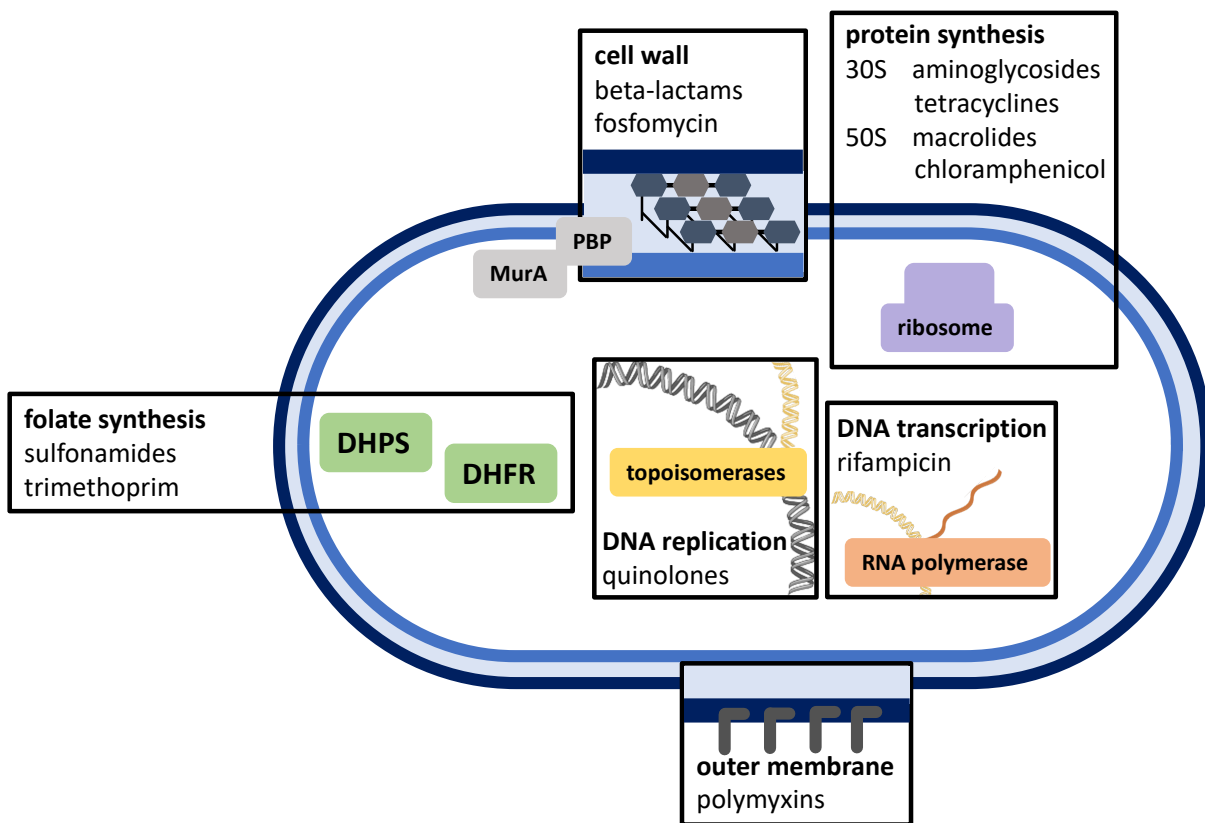 cell wall
beta-lactams
fosfomycin
PBP
MurA
protein synthesis
30S aminoglycosides
tetracyclines
50S macrolides
chloramphenicol
ribosome
folate synthesis
sulfonamides
trimethoprim
DHPS
DHFR
topoisomerases
DNA replication
quinolones
DNA transcription
rifampicin
RNA polymerase
outer membrane
polymyxins